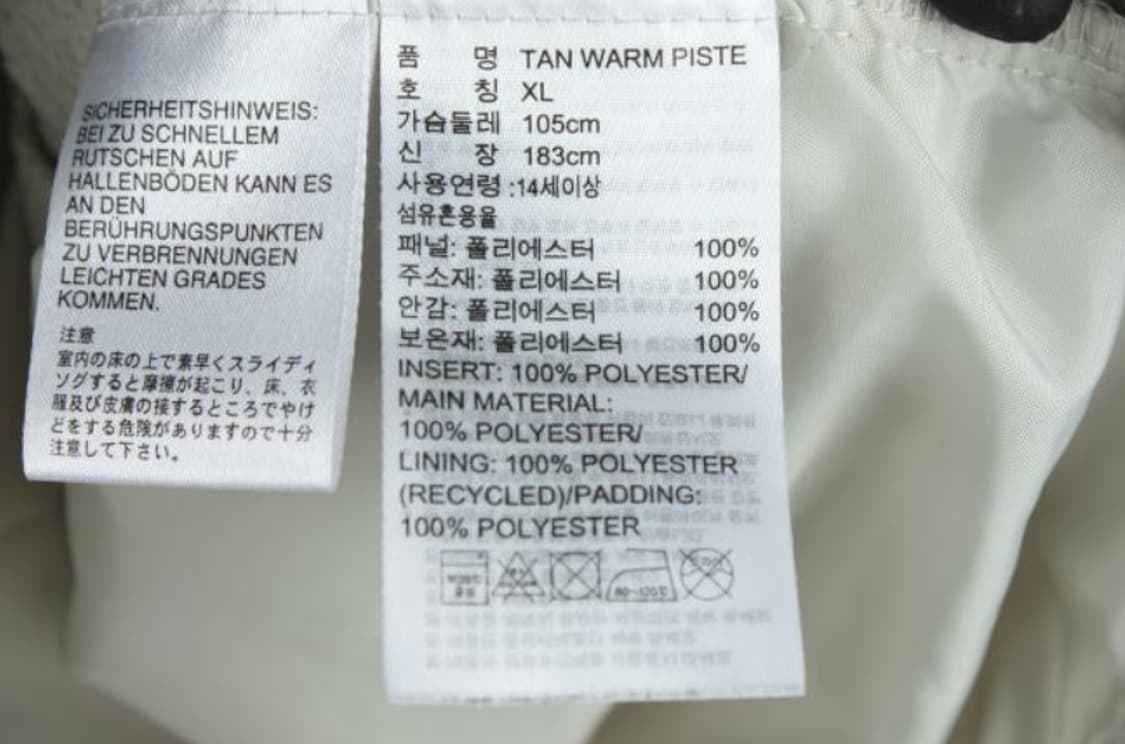 SICHERHEITSHINWEIS:
BEI ZU SCHNELLEM
RUTSCHEN AUF
HALLENBÖDEN KANN ES
AN DEN
BERÜHRUNGSPUNKTEN
ZU VERBRENNUNGEN
LEICHTEN GRADES
KOMMEN.
注意
室内の床の上で素早くスライディ
ングすると摩擦が起こり、床、衣
服及び皮膚の接するところでやけ
どをする危険がありますので十分
注意して下さい。
품 명 TAN WARM PISTE
호 칭 XL
가슴둘레 105cm
신 장 183cm
사용연령 :14세이상
섬유혼용율
패널: 폴리에스터 100%
주소재: 폴리에스터 100%
안감: 폴리에스터 100%
보온재: 폴리에스터 100%
INSERT: 100% POLYESTER/
MAIN MATERIAL:
100% POLYESTER/
LINING: 100% POLYESTER
(RECYCLED)/PADDING:
100% POLYESTER